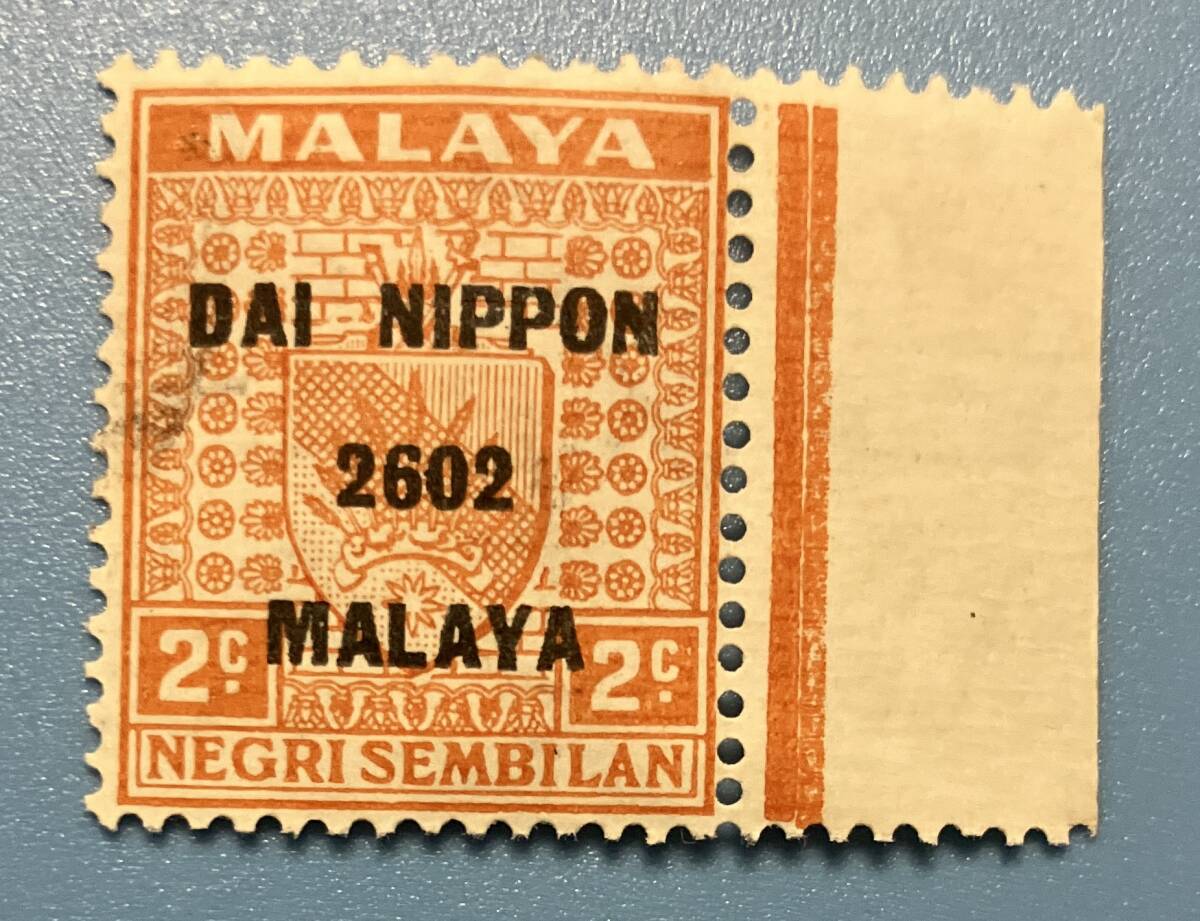 MALAYA
DAI NIPPON
2602
MALAYA
2C. 2C.
NEGRI SEMBILAN